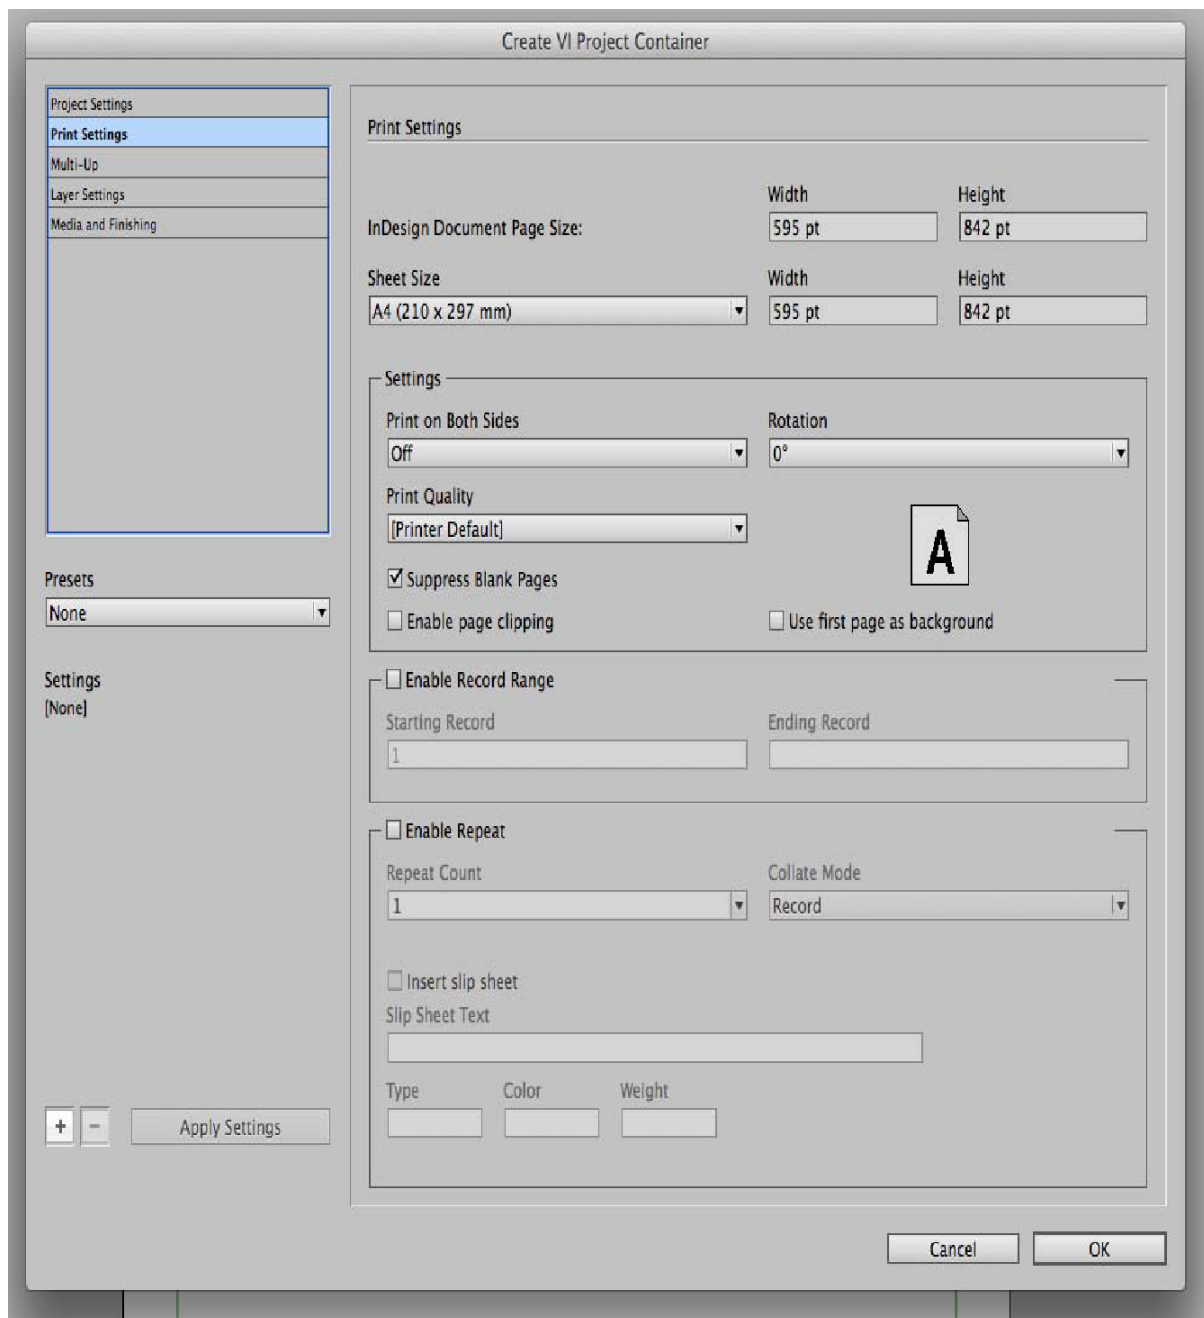 Create VI Project Container
Project Settings
Print Settings
Multi-Up
Layer Settings
Media and Finishing
Presets
None
Settings
[None]
+
−
Apply Settings
Print Settings
Width
Height
InDesign Document Page Size:
595 pt
842 pt
Sheet Size
Width
Height
A4 (210 x 297 mm)
595 pt
842 pt
Settings
Print on Both Sides
Rotation
Off
0°
Print Quality
[Printer Default]
A
Suppress Blank Pages
Enable page clipping
Use first page as background
Enable Record Range
Starting Record
Ending Record
1
Enable Repeat
Repeat Count
Collate Mode
1
Record
Insert slip sheet
Slip Sheet Text
Type
Color
Weight
Cancel
OK